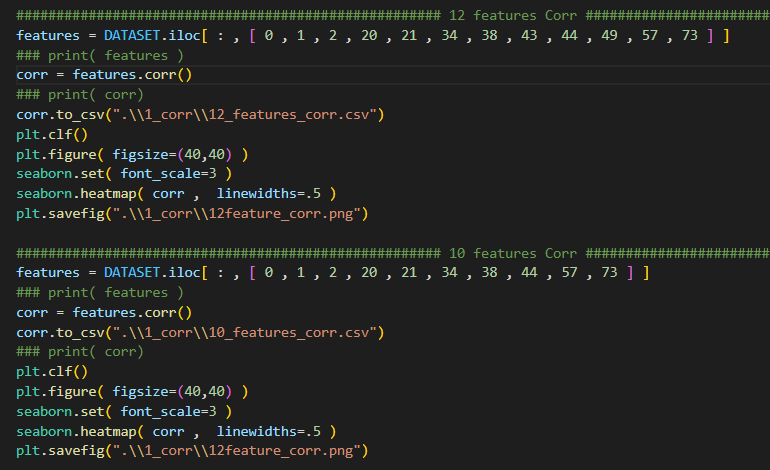 ##################################################### 12 features Corr #######################
features = DATASET.iloc[ : , [ 0 , 1 , 2 , 20 , 21 , 34 , 38 , 43 , 44 , 49 , 57 , 73 ] ]
### print( features )
corr = features.corr()
### print( corr)
corr.to_csv(".\\1_corr\\12_features_corr.csv")
plt.clf()
plt.figure( figsize=(40,40) )
seaborn.set( font_scale=3 )
seaborn.heatmap( corr ,  linewidths=.5 )
plt.savefig(".\\1_corr\\12feature_corr.png")
##################################################### 10 features Corr #######################
features = DATASET.iloc[ : , [ 0 , 1 , 2 , 20 , 21 , 34 , 38 , 44 , 57 , 73 ] ]
### print( features )
corr = features.corr()
corr.to_csv(".\\1_corr\\10_features_corr.csv")
### print( corr)
plt.clf()
plt.figure( figsize=(40,40) )
seaborn.set( font_scale=3 )
seaborn.heatmap( corr ,  linewidths=.5 )
plt.savefig(".\\1_corr\\12feature_corr.png")